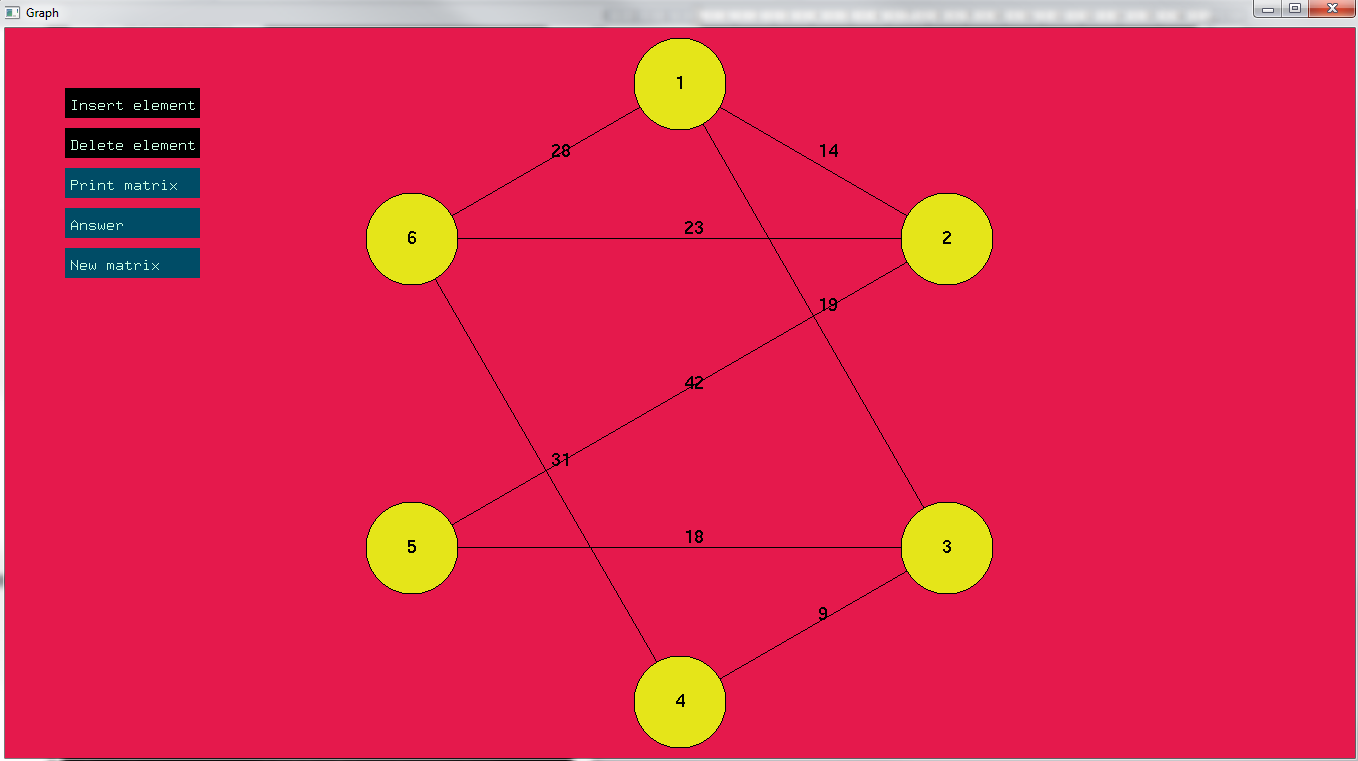 Graph
Insert element
Delete element
Print matrix
Answer
New matrix
1
28
14
6
23
2
19
42
31
5
18
3
9
4